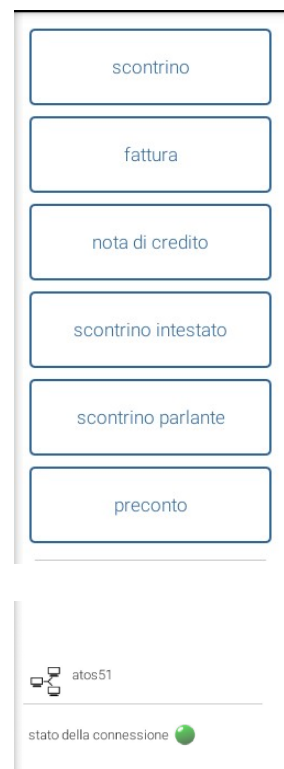 scontrino
fattura
nota di credito
scontrino intestato
scontrino parlante
preconto
atos51
stato della connessione